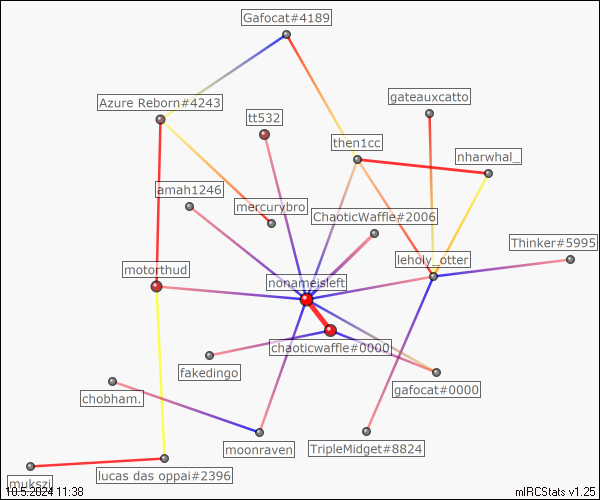 Gafocat#4189
gateauxcatto
Azure Reborn#4243
tt532
then1cc
nharwhal_
amah1246
mercurybro
ChaoticWaffle#2006
Thinker#5995
leholy_otter
motorthud
nonameisleft
chaoticwaffle#0000
fakedingo
gafocat#0000
chobham.
moonraven
TripleMidget#8824
lucas das oppai#2396
mukszi
10.5.2024 11:38
mIRCStats v1.25